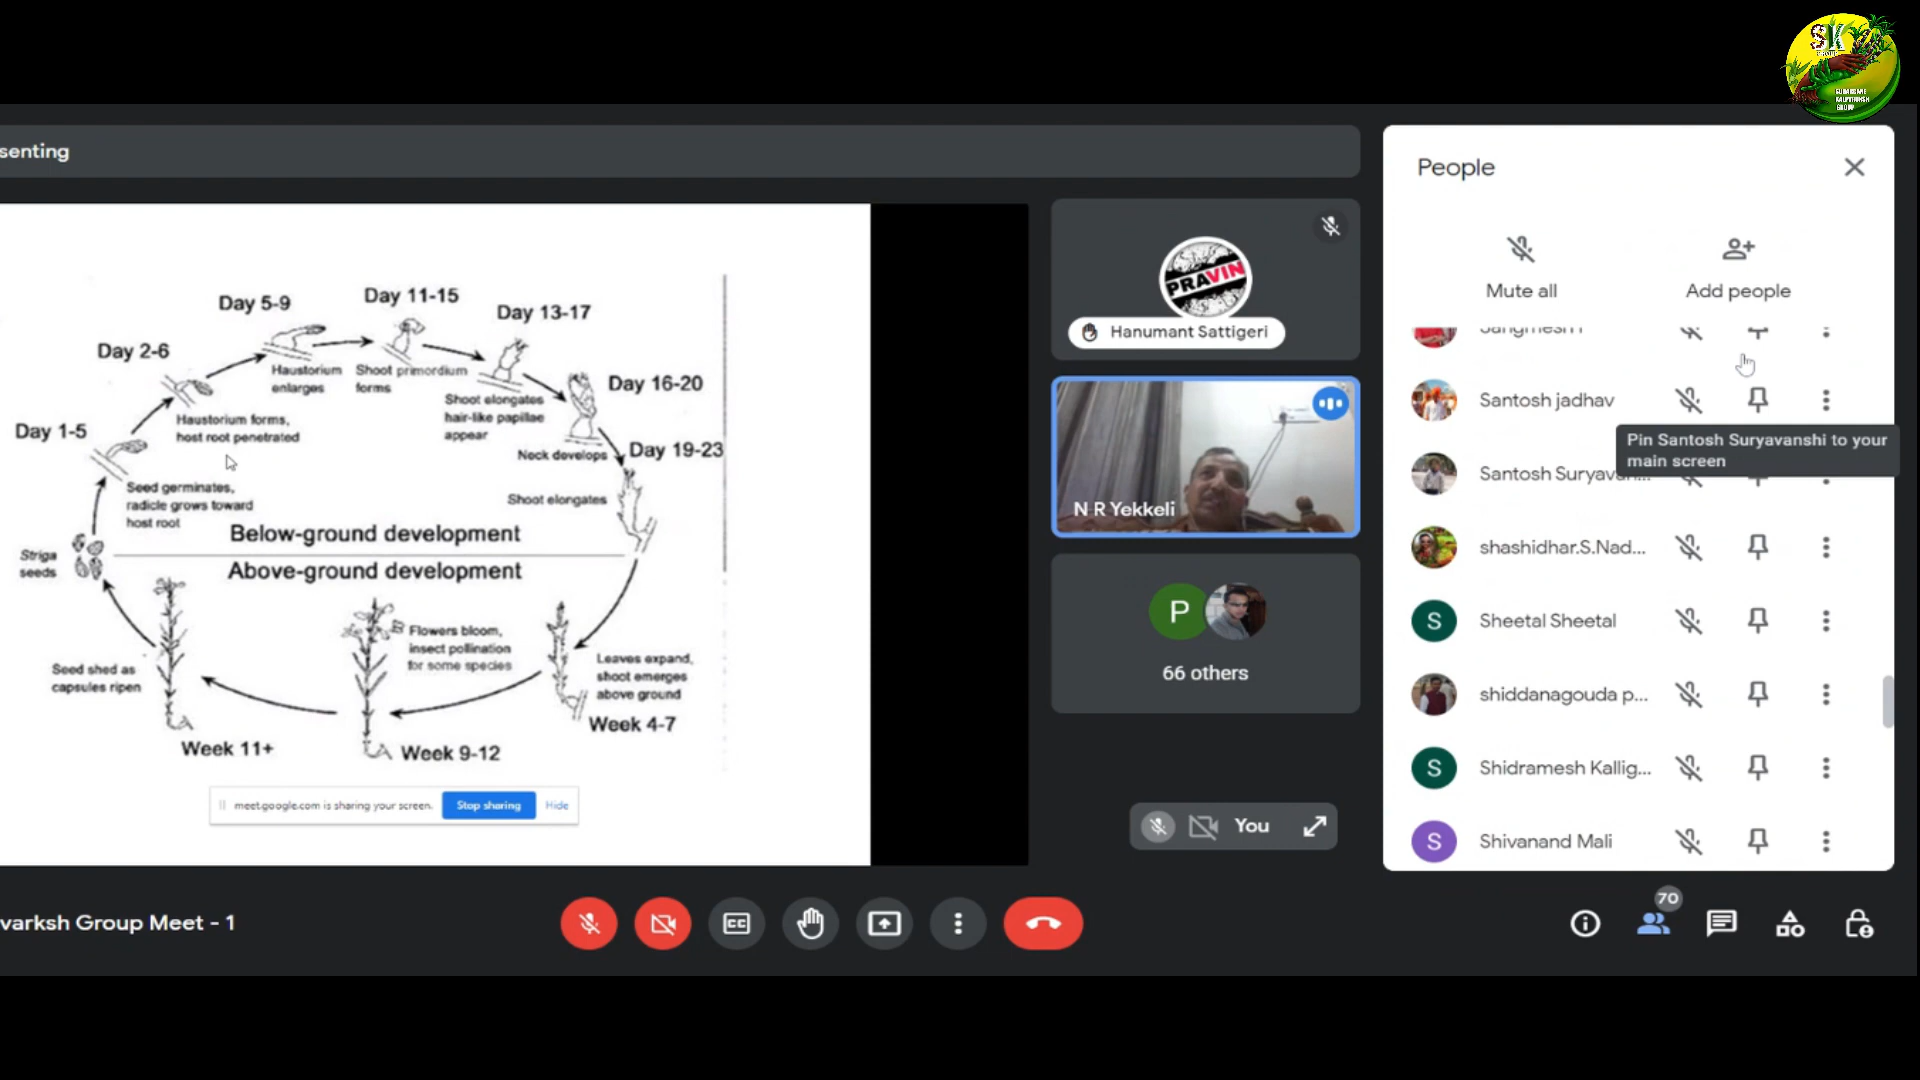 SK
senting
People
Mute all
Add people
PRAVIN
Hanumant Sattigeri
Santosh jadhav
Pin Santosh Suryavanshi to your
main screen
Santosh Suryavan...
shashidhar.S.Nad...
Sheetal Sheetal
shiddanagouda p...
Shidramesh Kallig...
S
Shivanand Mali
S
S
N R Yekkeli
P
66 others
You
Day 1-5
Day 2-6
Day 5-9
Day 11-15
Day 13-17
Day 16-20
Day 19-23
Seed germinates,
radicle grows toward
host root
Haustorium forms,
host root penetrated
Haustorium
enlarges
Shoot primordium
forms
Shoot elongates
hair-like papillae
appear
Neck develops
Shoot elongates
Below-ground development
Above-ground development
Striga
seeds
Leaves expand,
shoot emerges
above ground
Week 4-7
Flowers bloom,
insect pollination
for some species
Week 9-12
Seed shed as
capsules ripen
Week 11+
meet.google.com is sharing your screen.
Stop sharing
Hide
varksh Group Meet - 1
CC
70